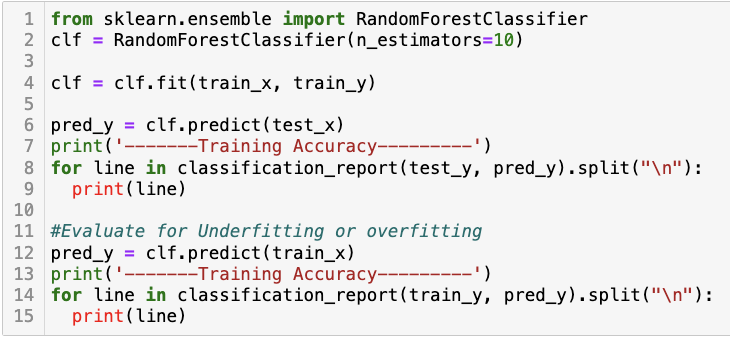 1 from sklearn.ensemble import RandomForestClassifier
2 clf = RandomForestClassifier(n_estimators=10)
3
4 clf = clf.fit(train_x, train_y)
5
6 pred_y = clf.predict(test_x)
7 print('-------Training Accuracy---------')
8 for line in classification_report(test_y, pred_y).split("\n"):
9   print(line)
10
11 #Evaluate for Underfitting or overfitting
12 pred_y = clf.predict(train_x)
13 print('-------Training Accuracy---------')
14 for line in classification_report(train_y, pred_y).split("\n"):
15   print(line)